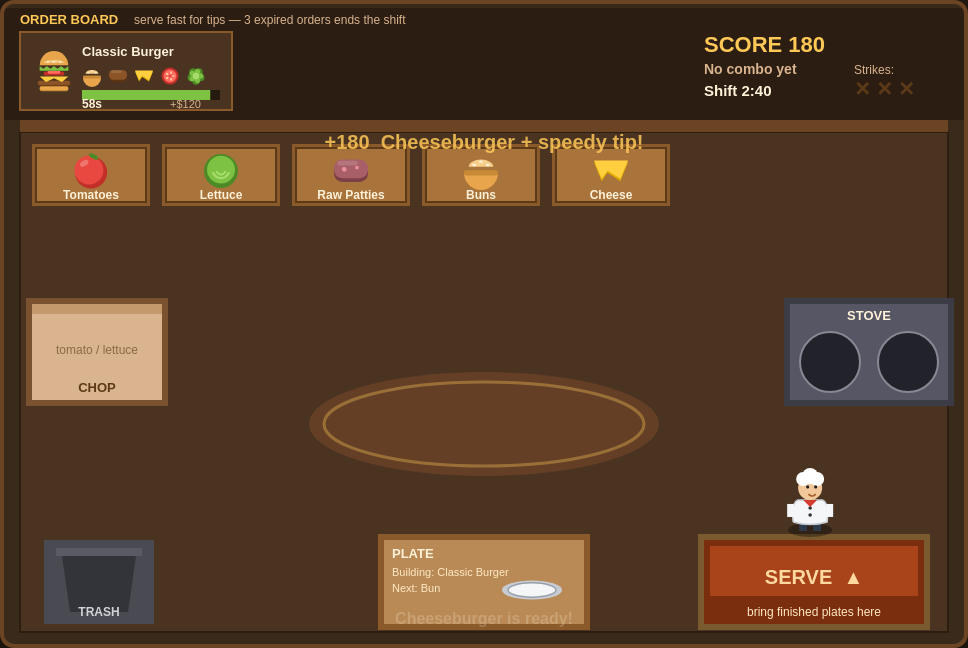 ORDER BOARD serve fast for tips — 3 expired orders ends the shift
Classic Burger
58s +$120
SCORE 180
No combo yet
Shift 2:40
Strikes:
✕ ✕ ✕
+180 Cheeseburger + speedy tip!
Tomatoes
Lettuce
Raw Patties
Buns
Cheese
tomato / lettuce
CHOP
STOVE
TRASH
PLATE
Building: Classic Burger
Next: Bun
Cheeseburger is ready!
SERVE ▲
bring finished plates here